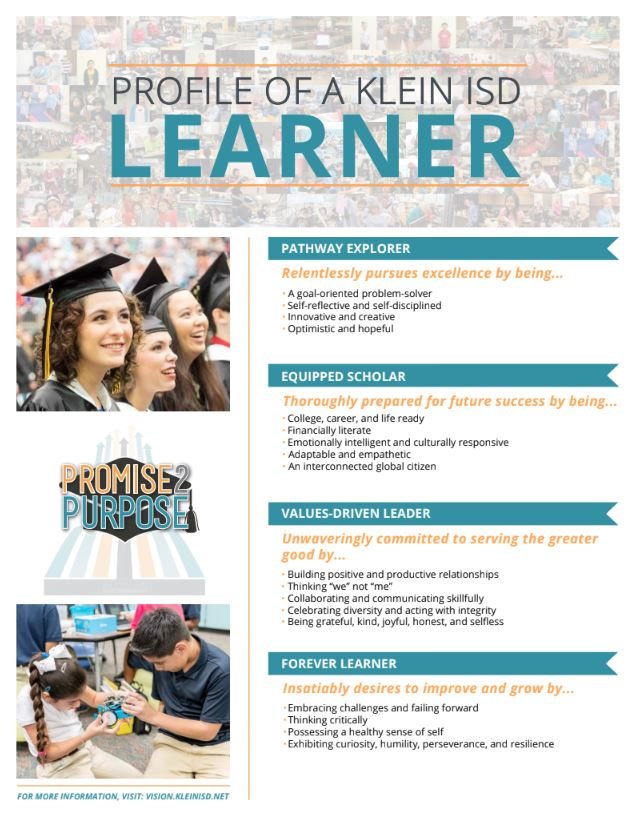 PROFILE OF A KLEIN ISD
LEARNER
PROMISE2
PURPOSE
FOR MORE INFORMATION, VISIT: VISION.KLEINISD.NET
PATHWAY EXPLORER
Relentlessly pursues excellence by being...
· A goal-oriented problem-solver
· Self-reflective and self-disciplined
· Innovative and creative
· Optimistic and hopeful
EQUIPPED SCHOLAR
Thoroughly prepared for future success by being...
· College, career, and life ready
· Financially literate
· Emotionally intelligent and culturally responsive
· Adaptable and empathetic
· An interconnected global citizen
VALUES-DRIVEN LEADER
Unwaveringly committed to serving the greater
good by...
· Building positive and productive relationships
· Thinking “we” not “me”
· Collaborating and communicating skillfully
· Celebrating diversity and acting with integrity
· Being grateful, kind, joyful, honest, and selfless
FOREVER LEARNER
Insatiably desires to improve and grow by...
· Embracing challenges and failing forward
· Thinking critically
· Possessing a healthy sense of self
· Exhibiting curiosity, humility, perseverance, and resilience